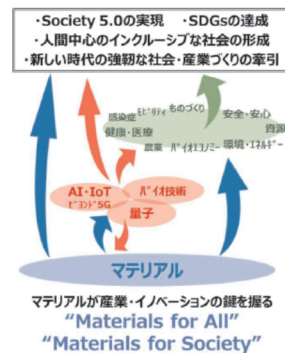 ・Society 5.0の実現　・SDGsの達成
・人間中心のインクルーシブな社会の形成
・新しい時代の強靭な社会・産業づくりの牽引
感染症 モビリティ ものづくり 安全・安心
健康・医療 資源
農業 バイオエコノミー 環境・エネルギー
AI・IoT バイオ技術
ビヨンド5G 量子
マテリアル
マテリアルが産業・イノベーションの鍵を握る
“Materials for All”
“Materials for Society”